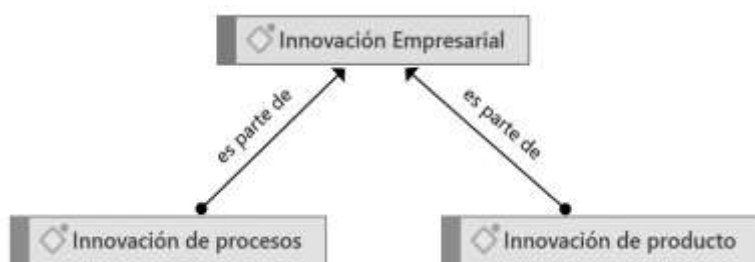 Innovación Empresarial
es parte de
es parte de
Innovación de procesos
Innovación de producto